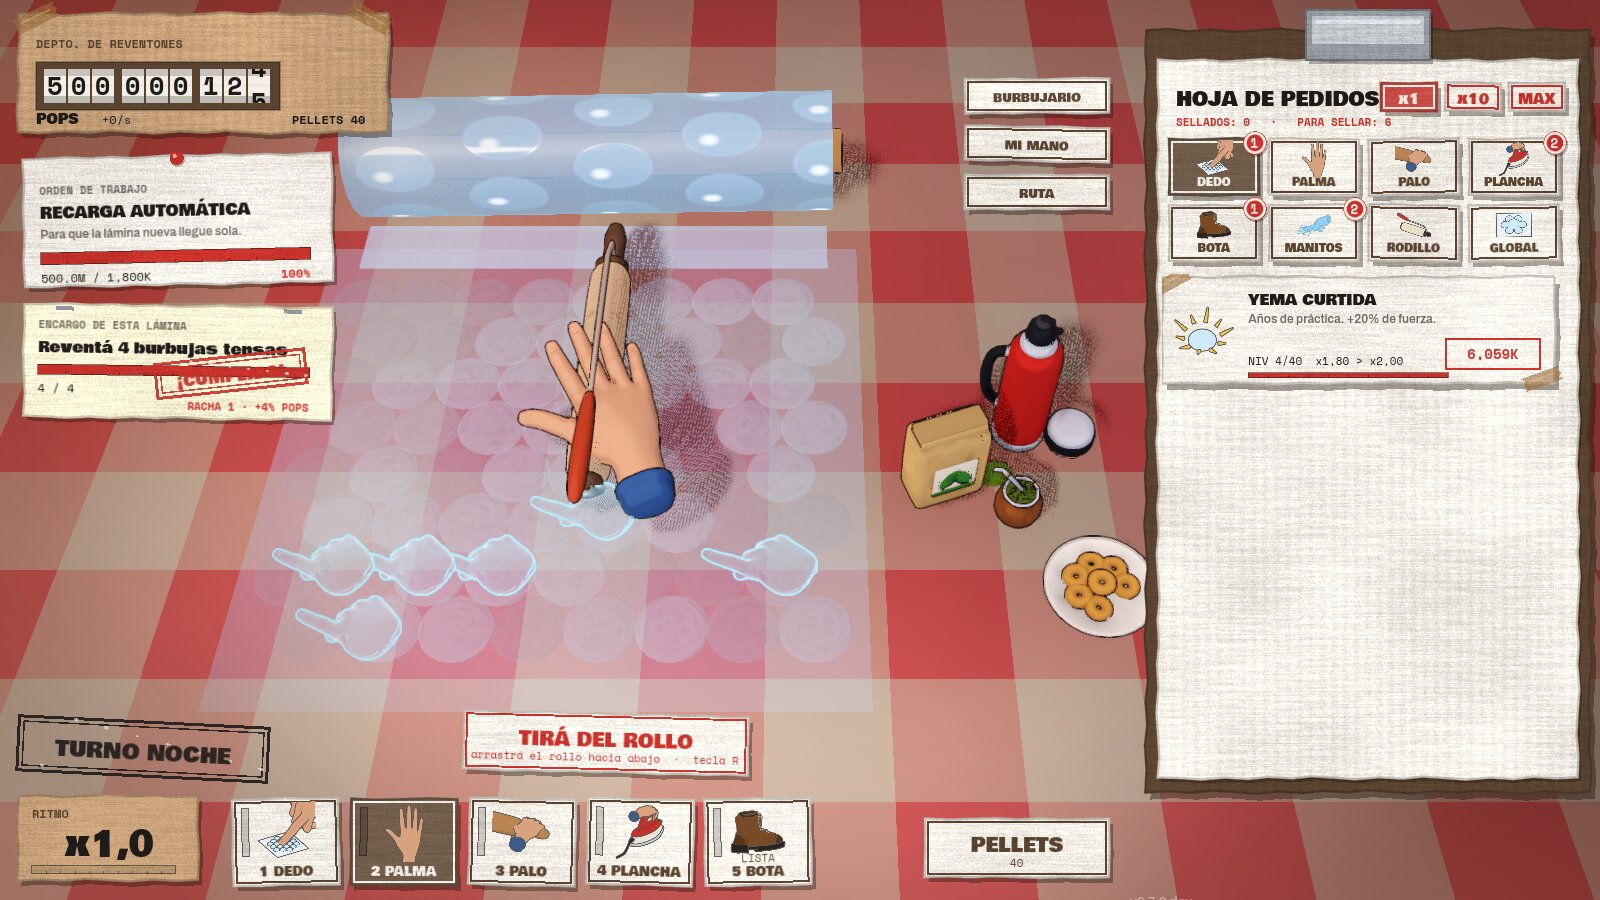 DEPTO. DE REVENTONES
500 000 12
POPS +0/s PELLETS 40
ORDEN DE TRABAJO
RECARGA AUTOMÁTICA
Para que la lámina nueva llegue sola.
500.0M / 1.800K 100%
ENCARGO DE ESTA LÁMINA
Reventá 4 burbujas tensas
4 / 4
RACHA 1 · +4% POPS
TURNO NOCHE
RITMO
x1,0
TIRÁ DEL ROLLO
arrastrá el rollo hacia abajo · tecla R
1 DEDO
2 PALMA
3 PALO
4 PLANCHA
LISTA
5 BOTA
BURBUJARIO
MI MANO
RUTA
PELLETS
40
HOJA DE PEDIDOS x1 x10 MAX
SELLADOS: 0 · PARA SELLAR: 6
DEDO 1
PALMA
PALO
PLANCHA 2
BOTA 1
MANITOS 2
RODILLO
GLOBAL
YEMA CURTIDA
Años de práctica. +20% de fuerza.
NIV 4/40 x1,80 > x2,00
6.059K